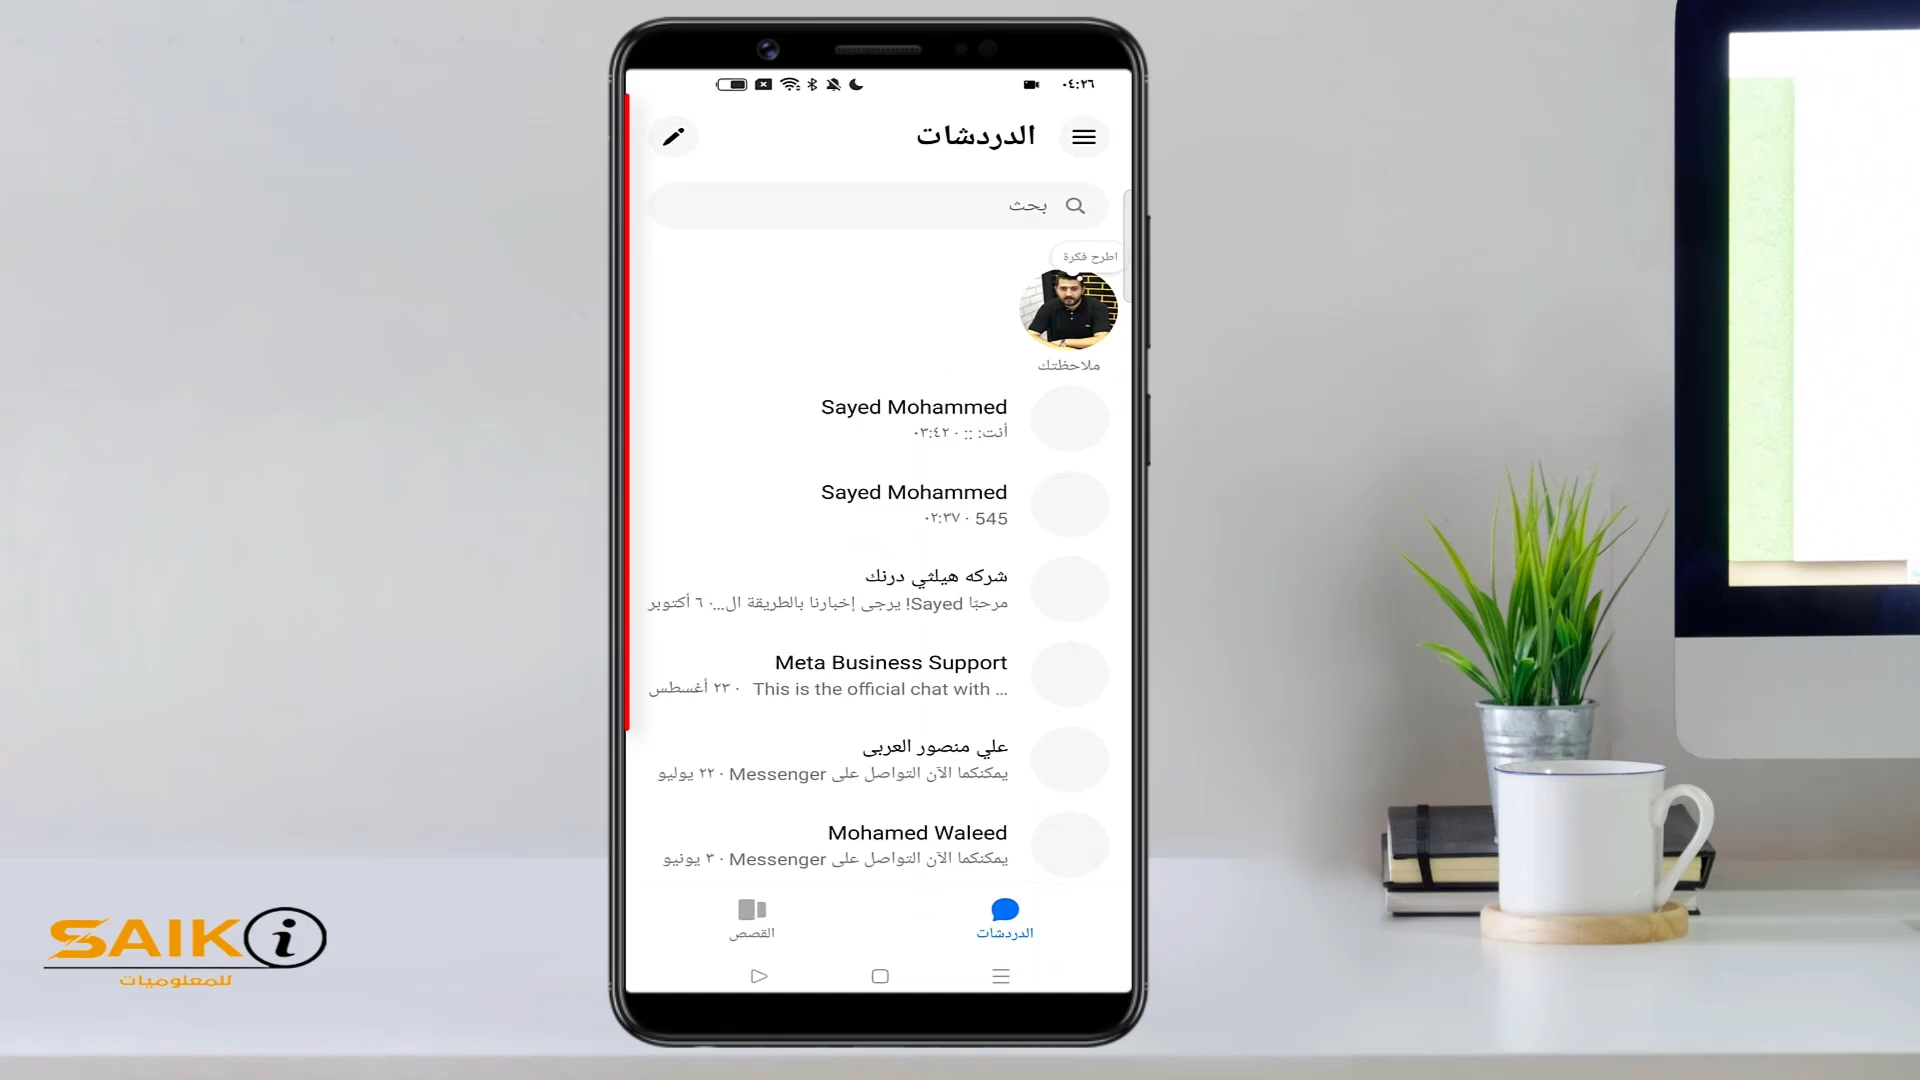 ٠٤:٢٦
الدردشات
بحث
اطرح فكرة
ملاحظتك
Sayed Mohammed
أنت: :: · ٠٣:٤٢
Sayed Mohammed
545 · ٠٢:٣٧
شركه هيلثي درنك
مرحبًا Sayed! يرجى إخبارنا بالطريقة ال...· ٦ أكتوبر
Meta Business Support
This is the official chat with ... · ٢٣ أغسطس
علي منصور العربى
يمكنكما الآن التواصل على Messenger · ٢٢ يوليو
Mohamed Waleed
يمكنكما الآن التواصل على Messenger · ٣ يونيو
الدردشات
القصص
SAIKi
للمعلوميات